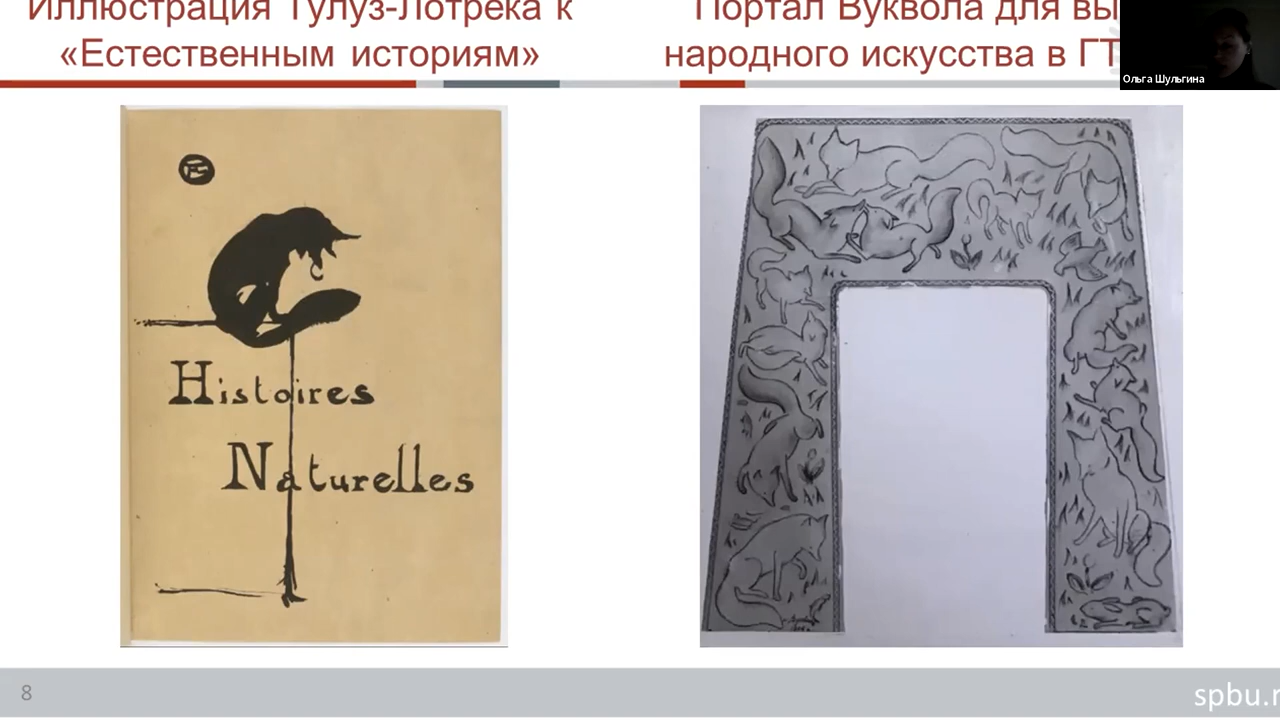 Иллюстрация Тулуз-Лотрека к
«Естественным историям»
Портал Вуквола для вы
народного искусства в ГТ
Ольга Шульгина
Histoires
Naturelles
8
spbu.r